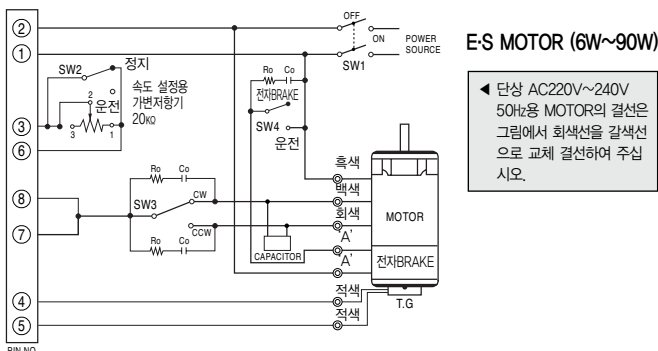 E·S MOTOR (6W~90W)
◀ 단상 AC220V~240V
50Hz용 MOTOR의 결선은
그림에서 회색선을 갈색선
으로 교체 결선하여 주십
시오.
②
①
③
⑥
⑧
⑦
④
⑤
PIN NO
OFF
ON
POWER
SOURCE
SW1
SW2
정지
운전
2
3
1
속도 설정용
가변저항기
20KΩ
Ro Co
전자BRAKE
SW4
운전
Ro Co
SW3
CW
CCW
Ro Co
CAPACITOR
흑색
백색
회색
'A'
'A'
적색
적색
MOTOR
전자BRAKE
T.G